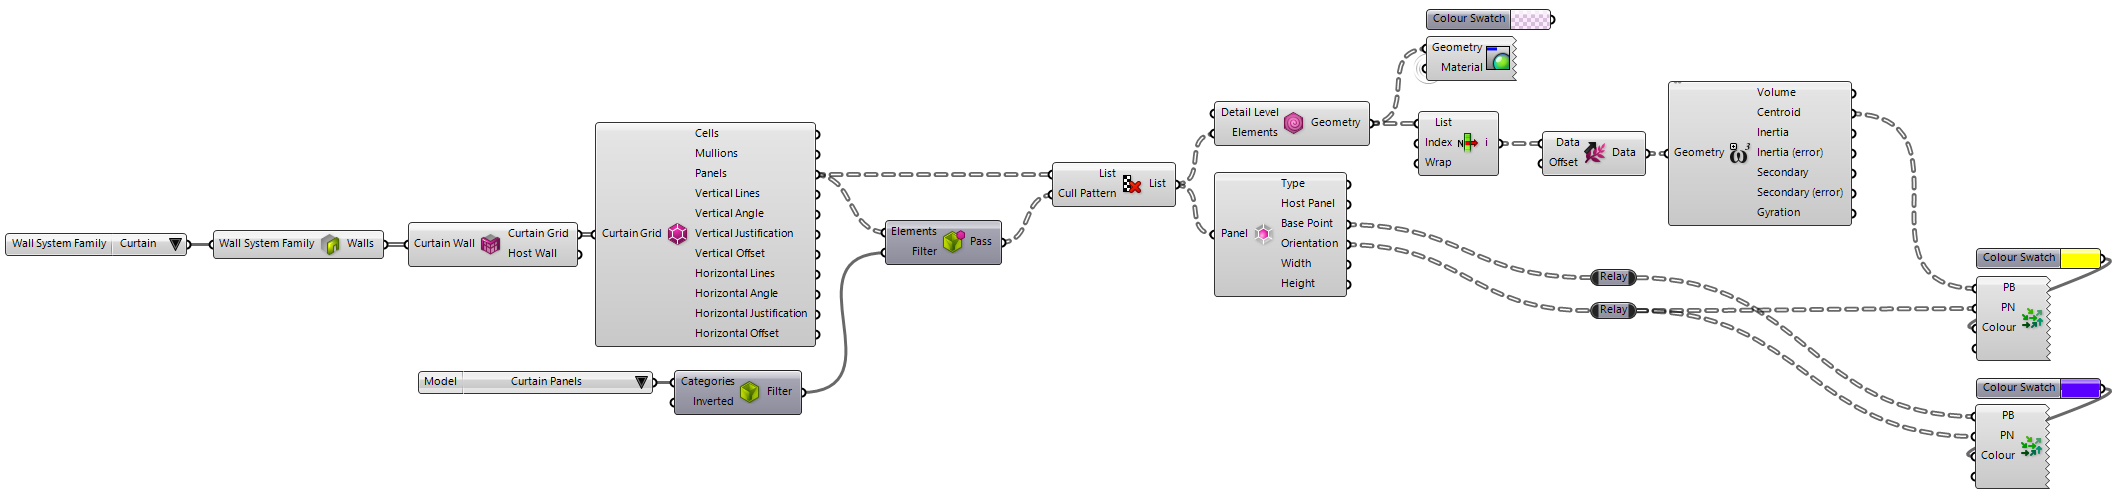 Wall System Family Curtain
Wall System Family Walls
Curtain Wall Curtain Grid
Host Wall
Curtain Grid
Cells
Mullions
Panels
Vertical Lines
Vertical Angle
Vertical Justification
Vertical Offset
Horizontal Lines
Horizontal Angle
Horizontal Justification
Horizontal Offset
Model Curtain Panels
Categories Filter
Inverted
Elements Pass
Filter
List List
Cull Pattern
Detail Level Geometry
Elements
Panel
Type
Host Panel
Base Point
Orientation
Width
Height
Colour Swatch
Geometry
Material
List i
Index
Wrap
N
Data Data
Offset
Geometry
Volume
Centroid
Inertia
Inertia (error)
Secondary
Secondary (error)
Gyration
Relay
Relay
Colour Swatch
PB
PN
Colour
Colour Swatch
PB
PN
Colour